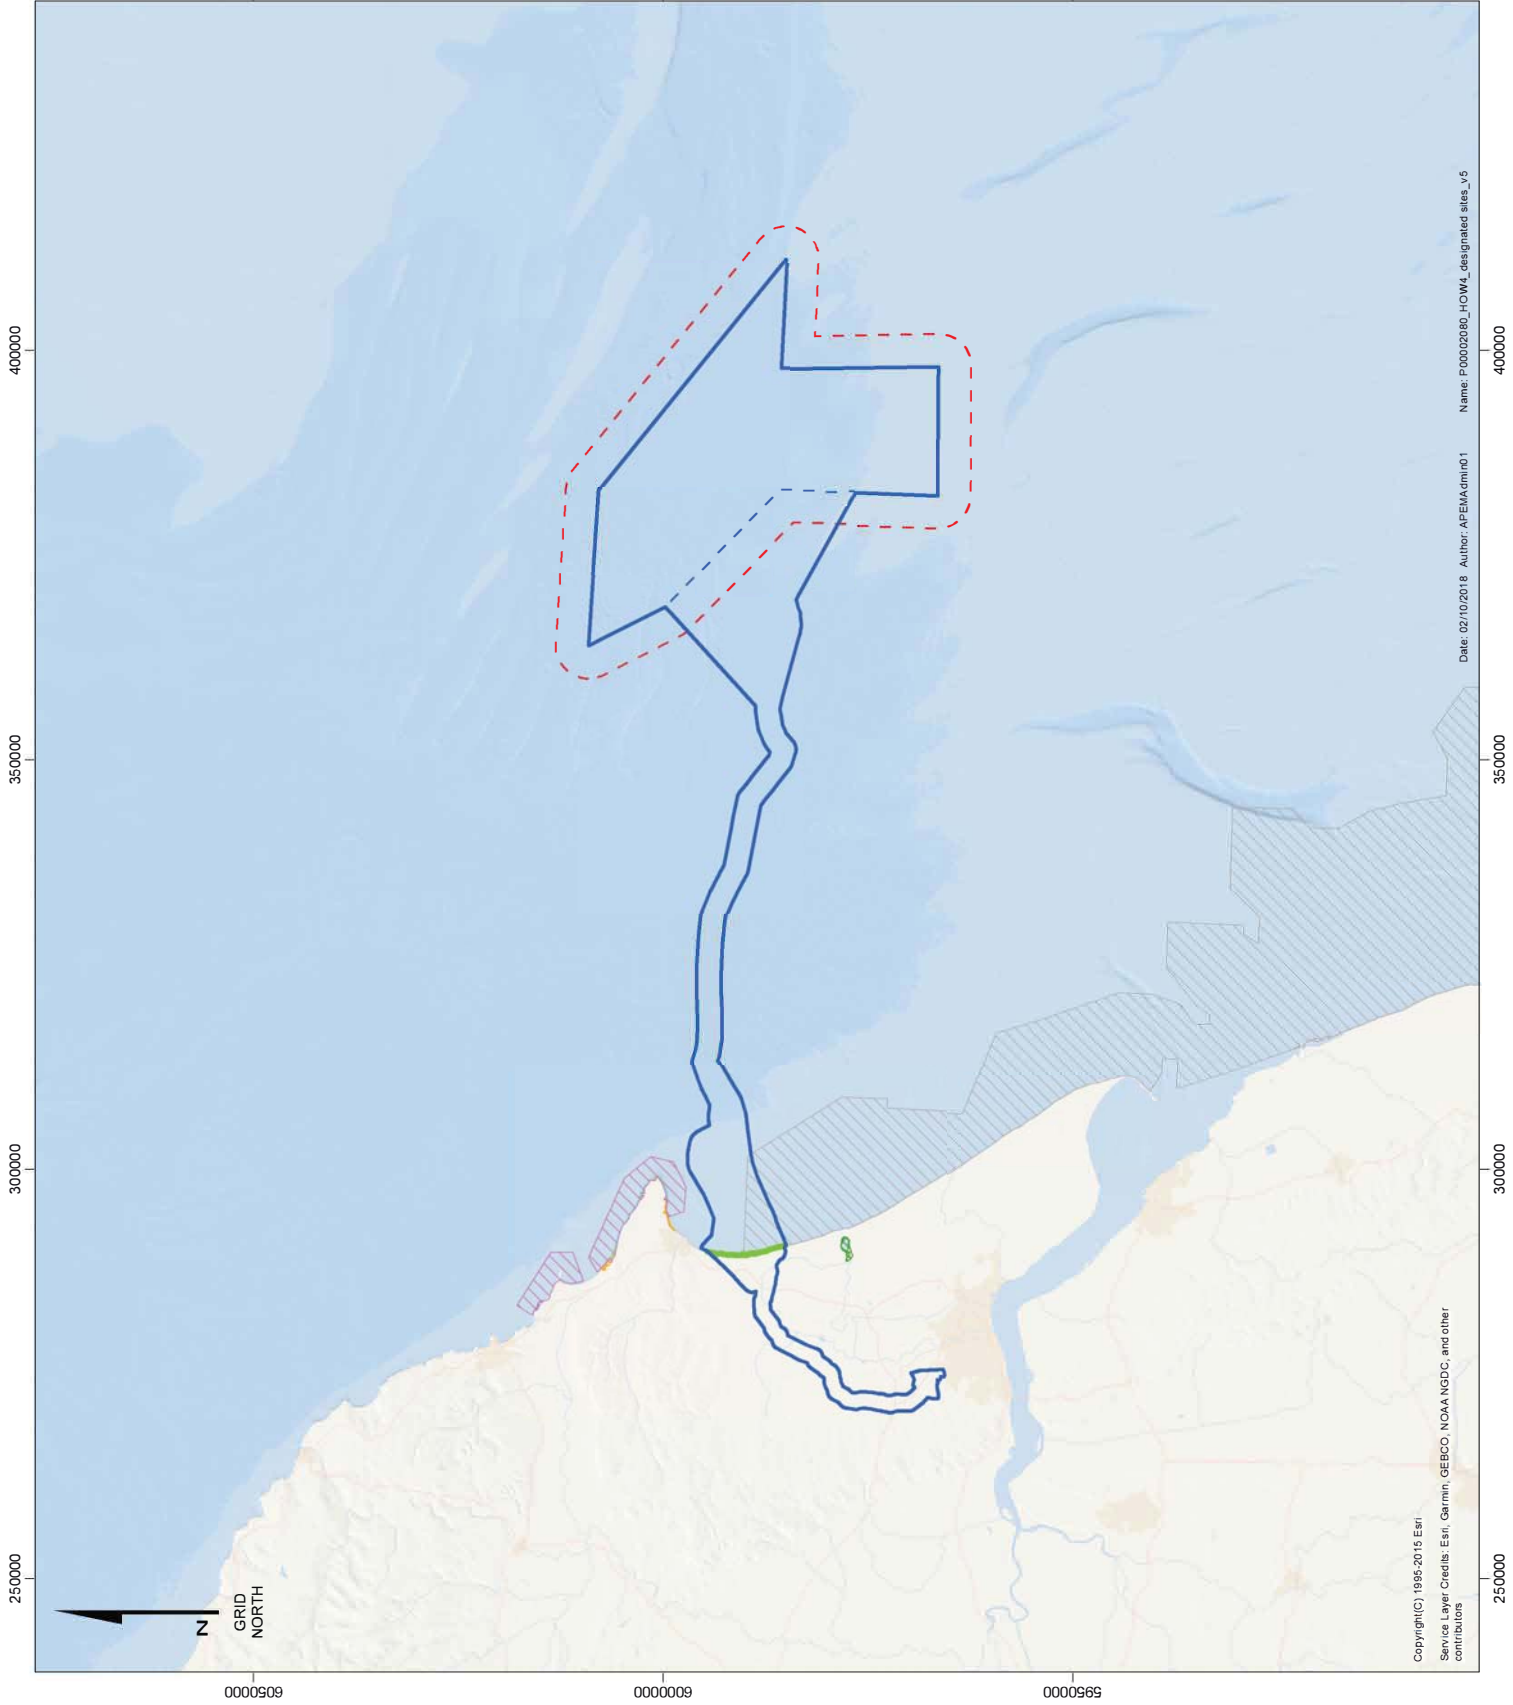 250000
300000
350000
400000
6050000
6000000
5950000
N
GRID
NORTH
Copyright(C) 1995-2015 Esri
Service Layer Credits: Esri, Garmin, GEBCO, NOAA NGDC, and other
contributors
Date: 02/10/2018 Author: APEMAdmin01 Name: P00002080_HOW4_designated sites_v5
250000
300000
350000
400000